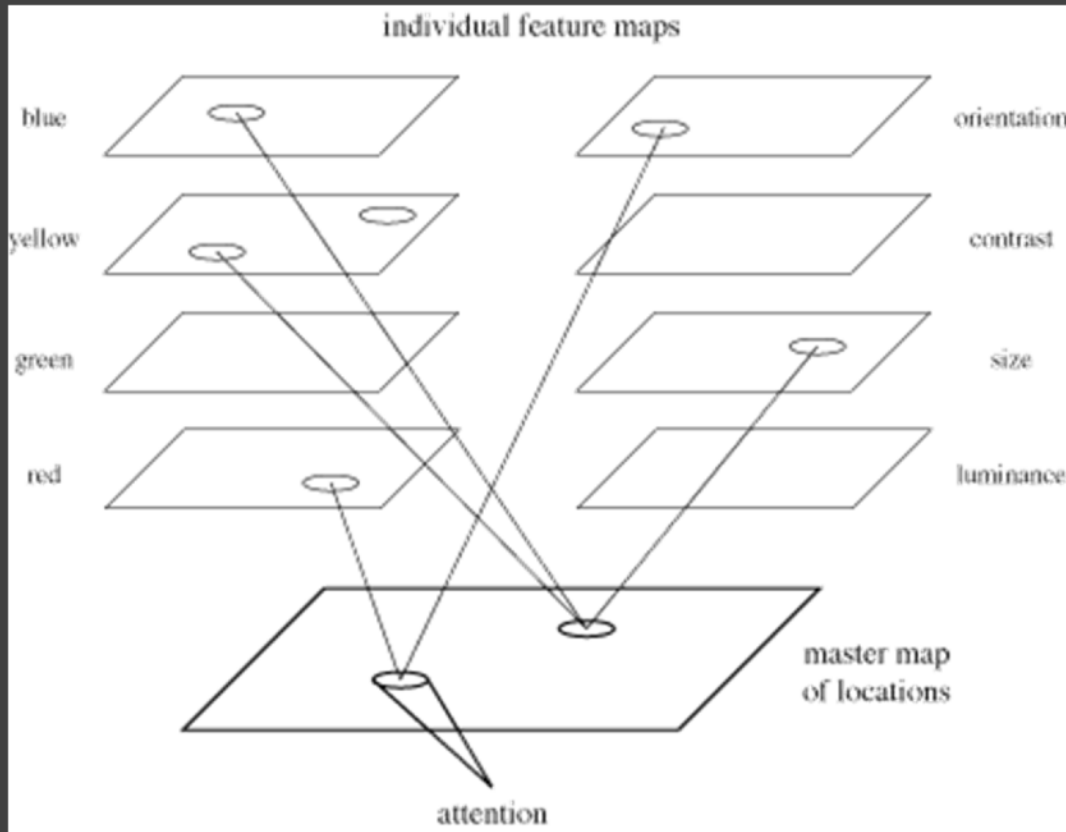 individual feature maps
blue
orientation
yellow
contrast
green
size
red
luminance
master map
of locations
attention